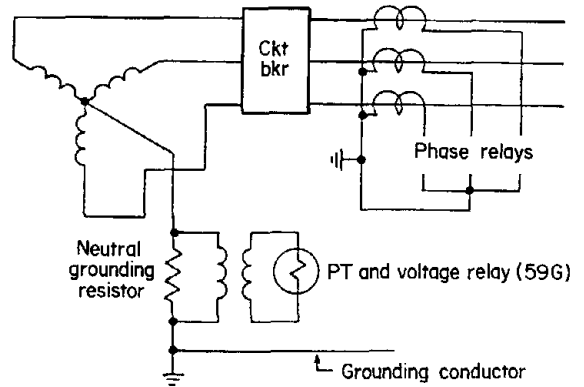 Ckt
bkr
Phase relays
Neutral
grounding
resistor
PT and voltage relay (59G)
Grounding conductor